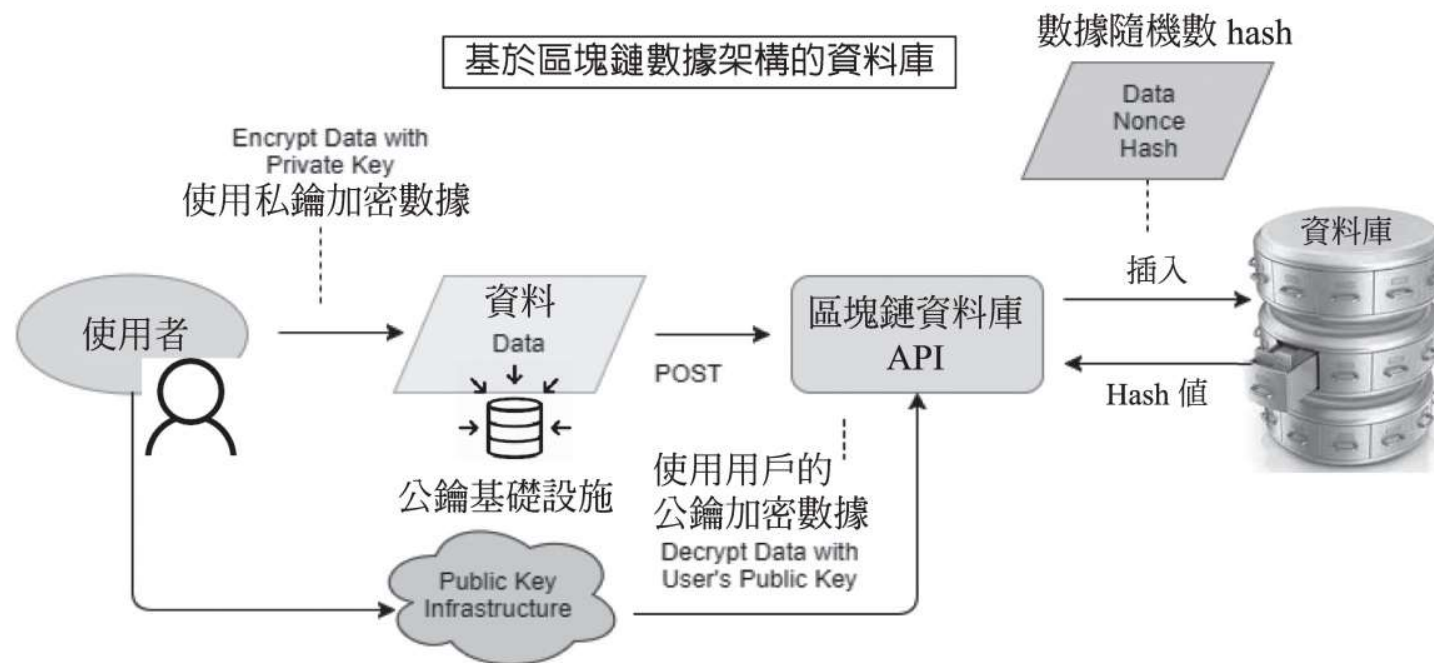 基於區塊鏈數據架構的資料庫
數據隨機數 hash
Data
Nonce
Hash
Encrypt Data with
Private Key
使用私鑰加密數據
資料庫
插入
使用者
資料
Data
POST
區塊鏈資料庫
API
Hash 值
公鑰基礎設施
使用用戶的
公鑰加密數據
Decrypt Data with
User's Public Key
Public Key
Infrastructure